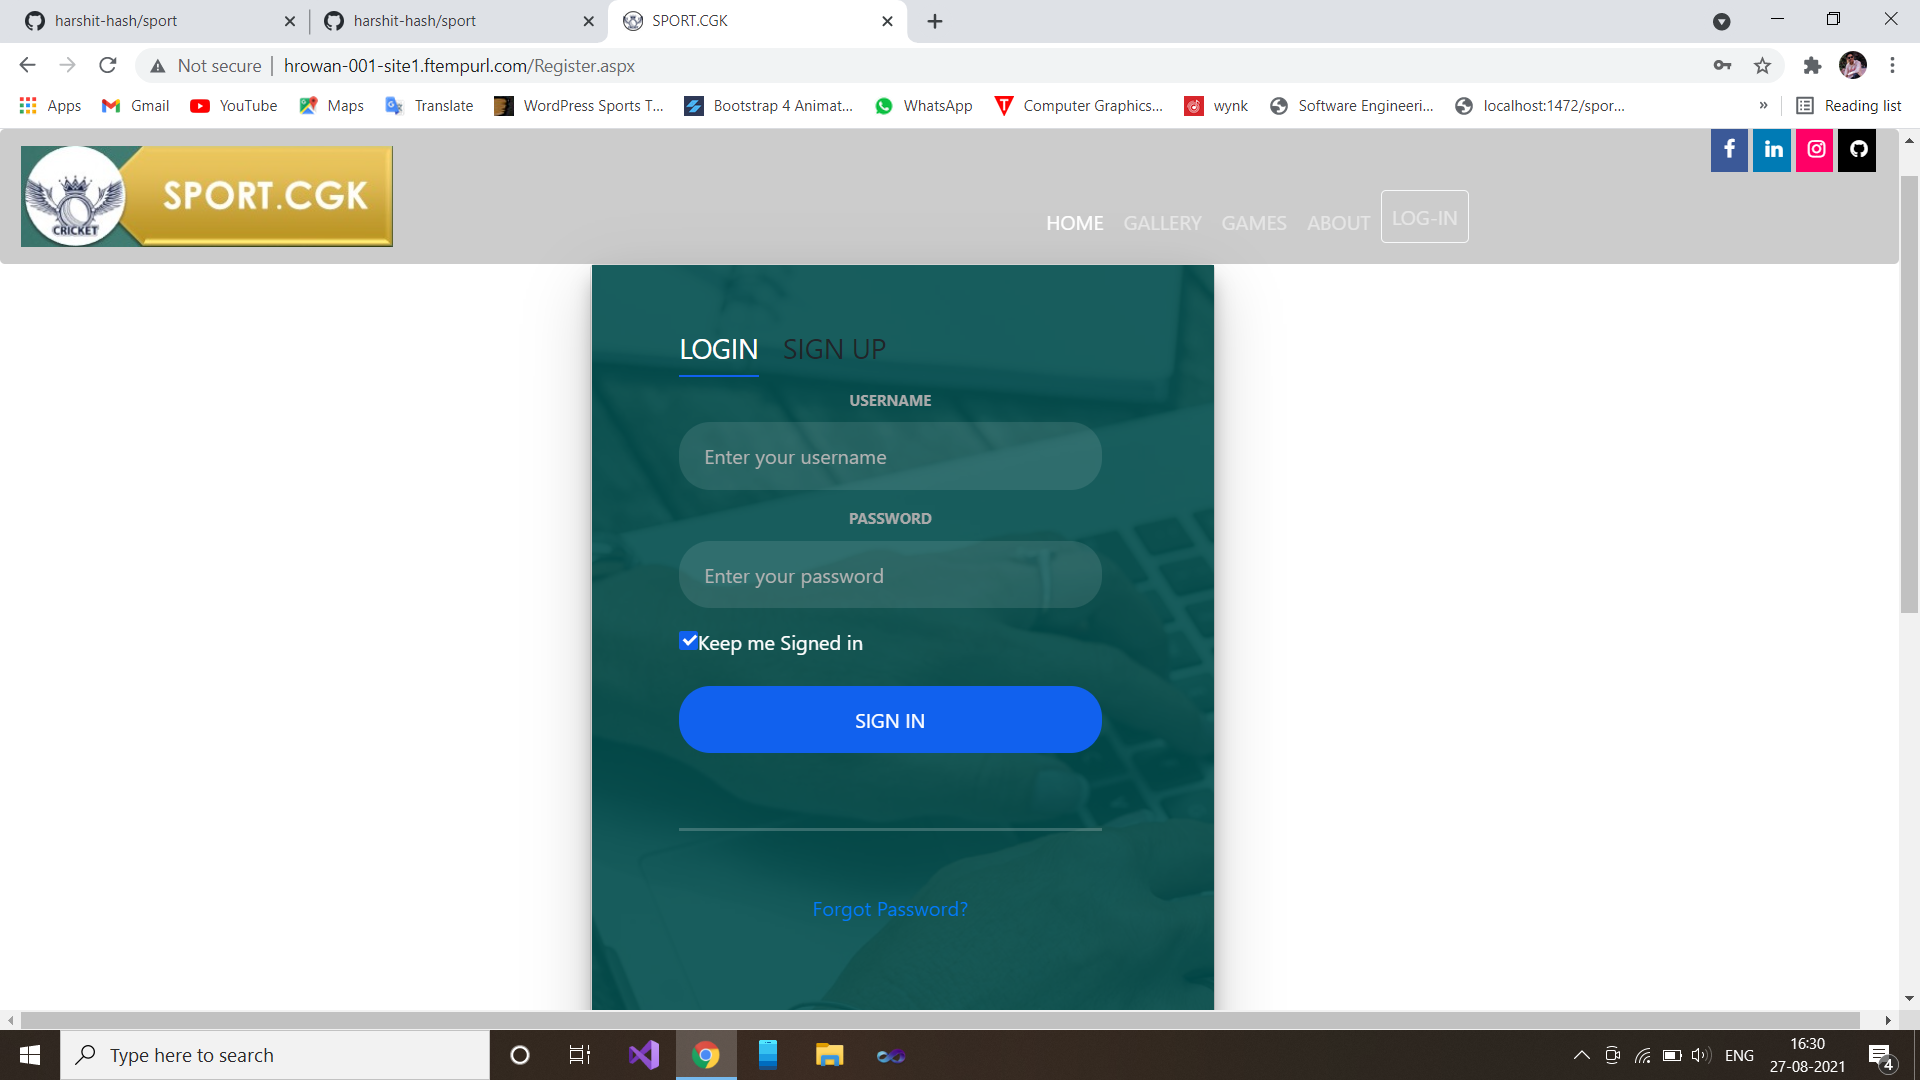 harshit-hash/sport
harshit-hash/sport
SPORT.CGK
Not secure
hrowan-001-site1.ftempurl.com/Register.aspx
Apps
Gmail
YouTube
Maps
Translate
WordPress Sports T...
Bootstrap 4 Animat...
WhatsApp
Computer Graphics...
wynk
Software Engineeri...
localhost:1472/spor...
»
Reading list
SPORT.CGK
CRICKET
HOME
GALLERY
GAMES
ABOUT
LOG-IN
LOGIN
SIGN UP
USERNAME
Enter your username
PASSWORD
Enter your password
Keep me Signed in
SIGN IN
Forgot Password?
Type here to search
ENG
16:30
27-08-2021
4